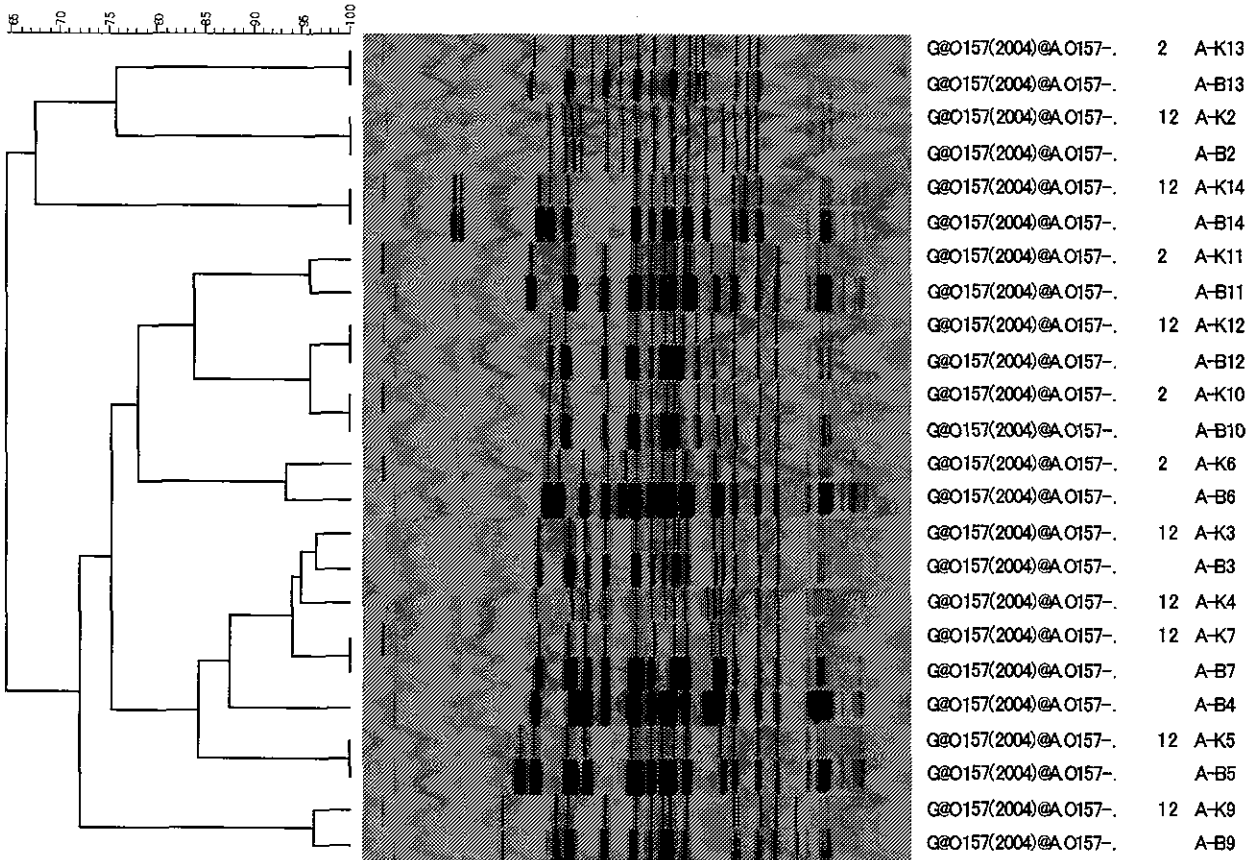 65 70 75 80 85 90 95 100
G@O157(2004)@A.O157-. 2 A-K13
G@O157(2004)@A.O157-. A-B13
G@O157(2004)@A.O157-. 12 A-K2
G@O157(2004)@A.O157-. A-B2
G@O157(2004)@A.O157-. 12 A-K14
G@O157(2004)@A.O157-. A-B14
G@O157(2004)@A.O157-. 2 A-K11
G@O157(2004)@A.O157-. A-B11
G@O157(2004)@A.O157-. 12 A-K12
G@O157(2004)@A.O157-. A-B12
G@O157(2004)@A.O157-. 2 A-K10
G@O157(2004)@A.O157-. A-B10
G@O157(2004)@A.O157-. 2 A-K6
G@O157(2004)@A.O157-. A-B6
G@O157(2004)@A.O157-. 12 A-K3
G@O157(2004)@A.O157-. A-B3
G@O157(2004)@A.O157-. 12 A-K4
G@O157(2004)@A.O157-. 12 A-K7
G@O157(2004)@A.O157-. A-B7
G@O157(2004)@A.O157-. A-B4
G@O157(2004)@A.O157-. 12 A-K5
G@O157(2004)@A.O157-. A-B5
G@O157(2004)@A.O157-. 12 A-K9
G@O157(2004)@A.O157-. A-B9